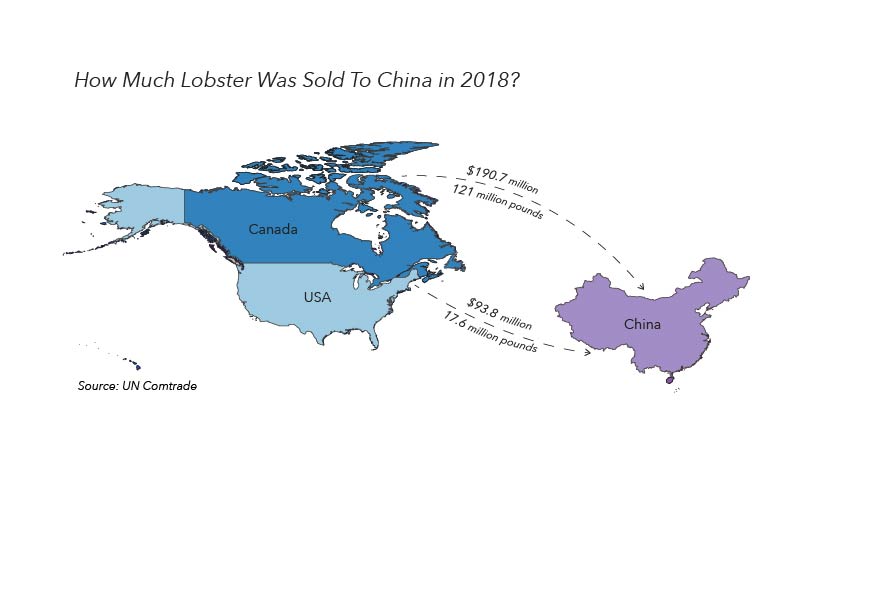 How Much Lobster Was Sold To China in 2018?
$190.7 million
121 million pounds
Canada
USA
$93.8 million
17.6 million pounds
China
Source: UN Comtrade